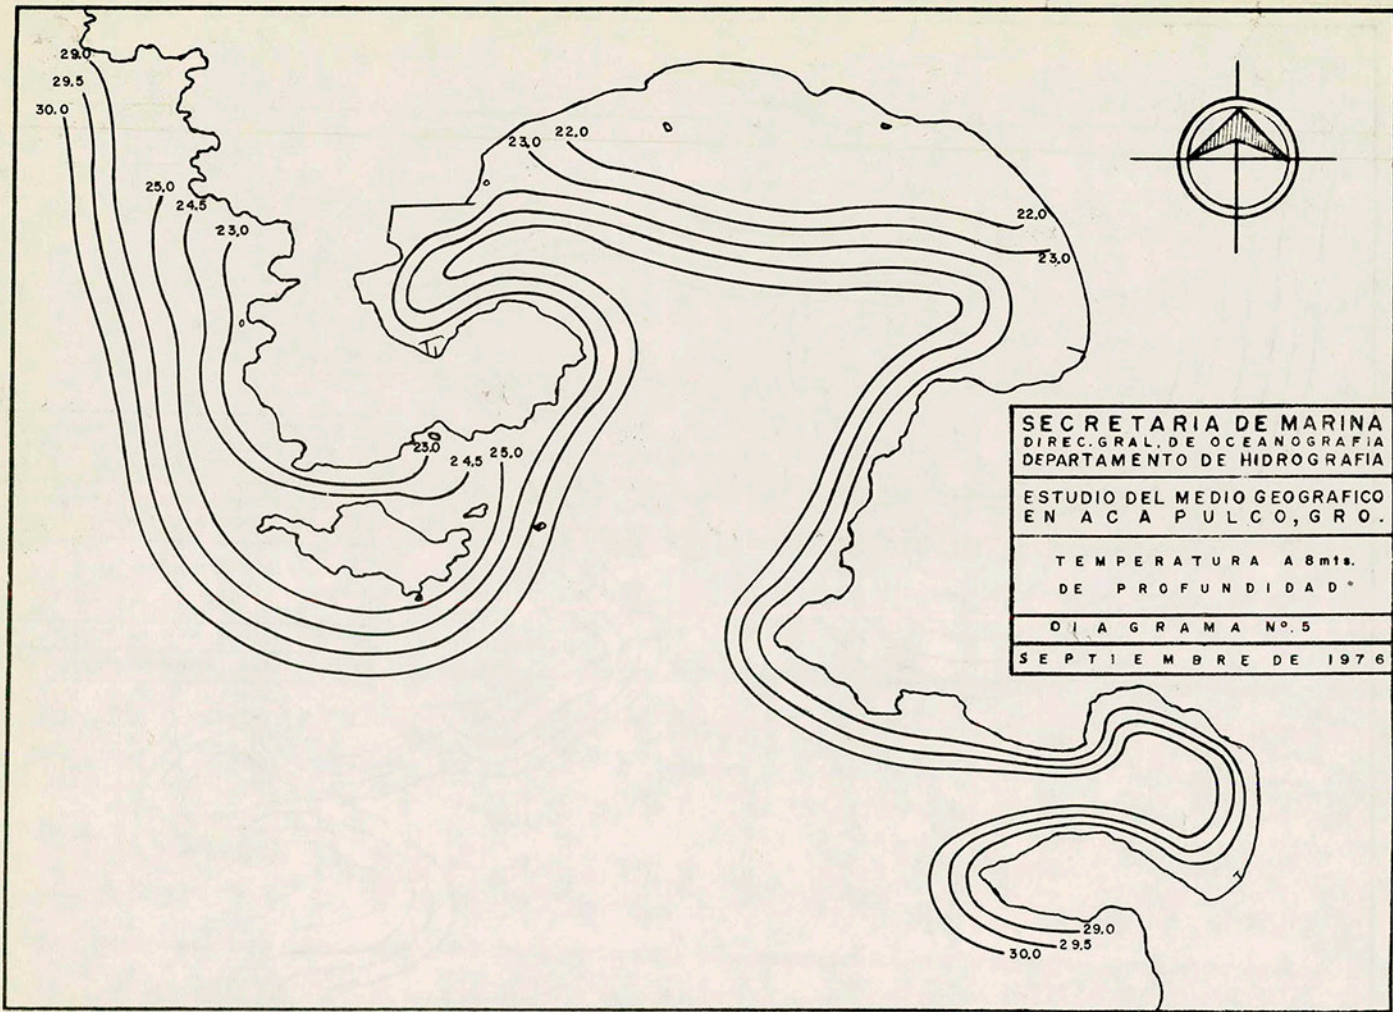 29.0
29.5
30.0
25.0
24.5
23.0
22.0
23.0
22.0
23.0
23.0
24.5
25.0
SECRETARIA DE MARINA
DIREC. GRAL. DE OCEANOGRAFIA
DEPARTAMENTO DE HIDROGRAFIA
ESTUDIO DEL MEDIO GEOGRAFICO
EN ACAPULCO, GRO.
TEMPERATURA A 8mts.
DE PROFUNDIDAD
DIAGRAMA Nº. 5
SEPTIEMBRE DE 1976
29.0
29.5
30.0